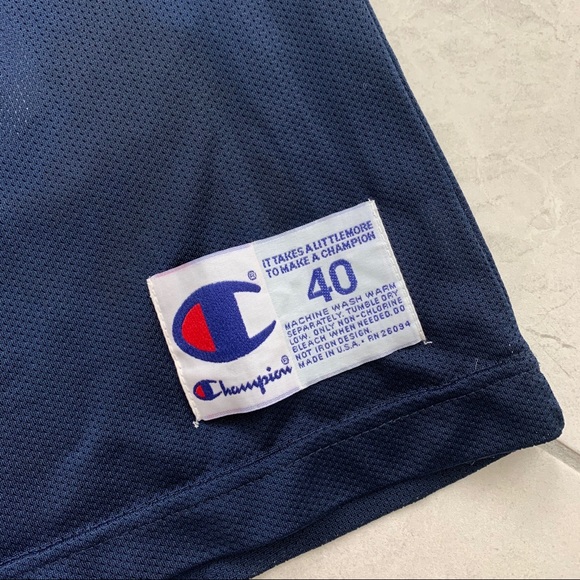 ®
Champion®
IT TAKES A LITTLE MORE
TO MAKE A CHAMPION
40
MACHINE WASH WARM
SEPARATELY. TUMBLE DRY
LOW. ONLY NON-CHLORINE
BLEACH WHEN NEEDED. DO
NOT IRON DESIGN.
MADE IN U.S.A. • RN 26094